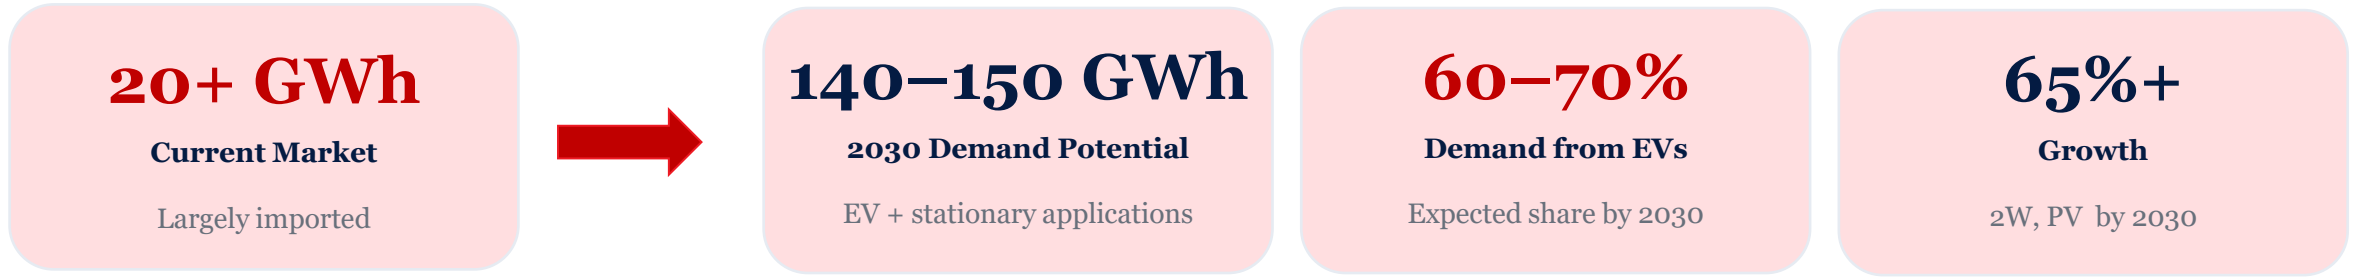 20+ GWh
Current Market
Largely imported
140–150 GWh
2030 Demand Potential
EV + stationary applications
60–70%
Demand from EVs
Expected share by 2030
65%+
Growth
2W, PV  by 2030